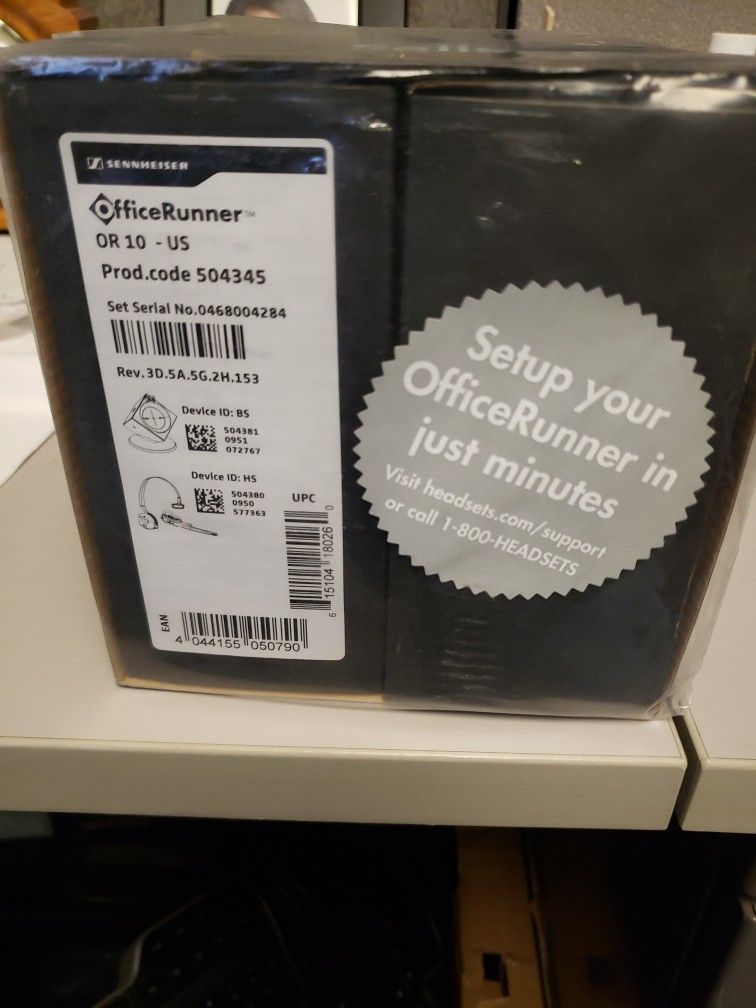 SENNHEISER
OfficeRunner™
OR 10 - US
Prod.code 504345
Set Serial No.0468004284
Rev.3D.5A.5G.2H.153
Device ID: BS
504381
0951
072767
Device ID: HS
504380
0950
577363
UPC
6 15104 18026 0
EAN
4 044155 050790
Setup your
OfficeRunner in
just minutes
Visit headsets.com/support
or call 1-800-HEADSETS